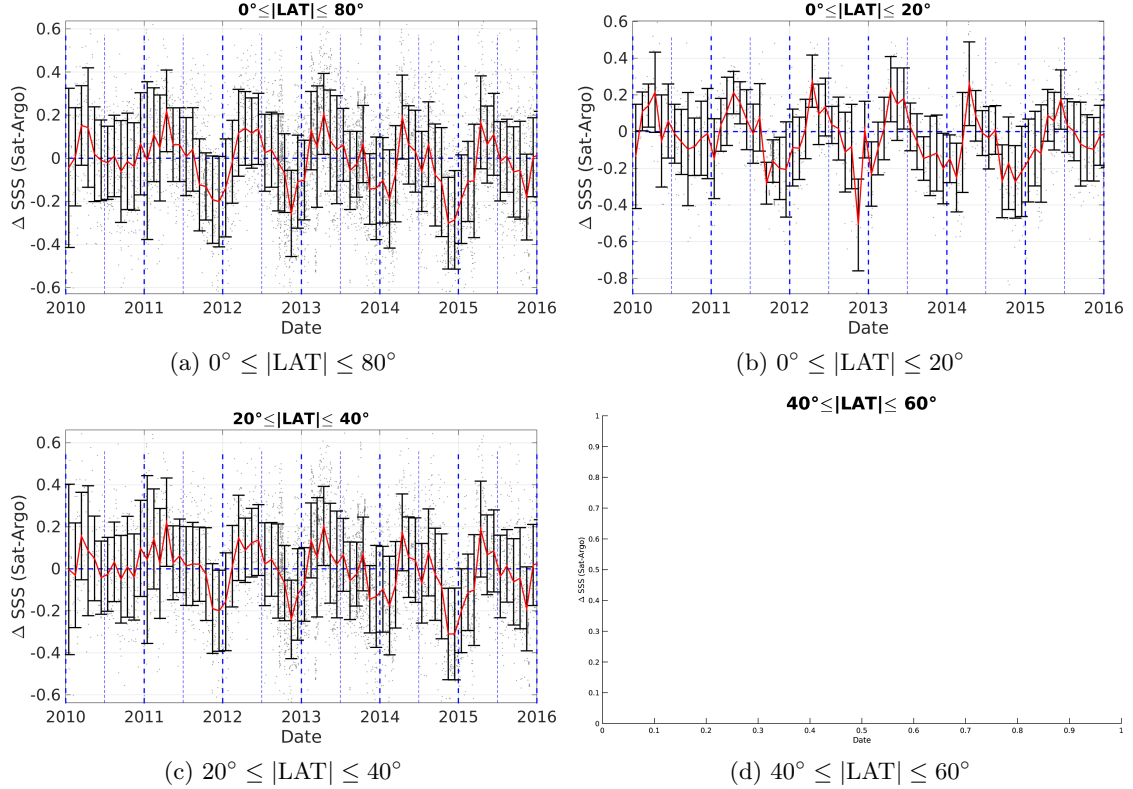 0°≤|LAT|≤ 80°
Δ SSS (Sat-Argo)
0.6
0.4
0.2
0
-0.2
-0.4
-0.6
2010 2011 2012 2013 2014 2015 2016
Date
(a) 0° ≤ |LAT| ≤ 80°
0°≤|LAT|≤ 20°
Δ SSS (Sat-Argo)
0.6
0.4
0.2
0
-0.2
-0.4
-0.6
-0.8
2010 2011 2012 2013 2014 2015 2016
Date
(b) 0° ≤ |LAT| ≤ 20°
20°≤|LAT|≤ 40°
Δ SSS (Sat-Argo)
0.6
0.4
0.2
0
-0.2
-0.4
-0.6
2010 2011 2012 2013 2014 2015 2016
Date
(c) 20° ≤ |LAT| ≤ 40°
40°≤|LAT|≤ 60°
Δ SSS (Sat-Argo)
1
0.9
0.8
0.7
0.6
0.5
0.4
0.3
0.2
0.1
0
0 0.1 0.2 0.3 0.4 0.5 0.6 0.7 0.8 0.9 1
Date
(d) 40° ≤ |LAT| ≤ 60°